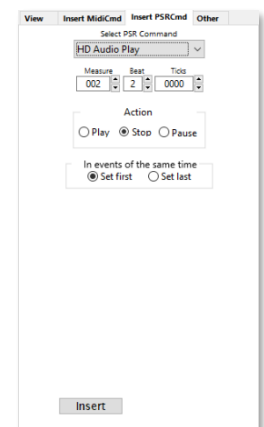 View Insert MidiCmd Insert PSRCmd Other
Select PSR Command
HD Audio Play
Measure Beat Ticks
002 2 0000
Action
Play Stop Pause
In events of the same time
Set first Set last
Insert